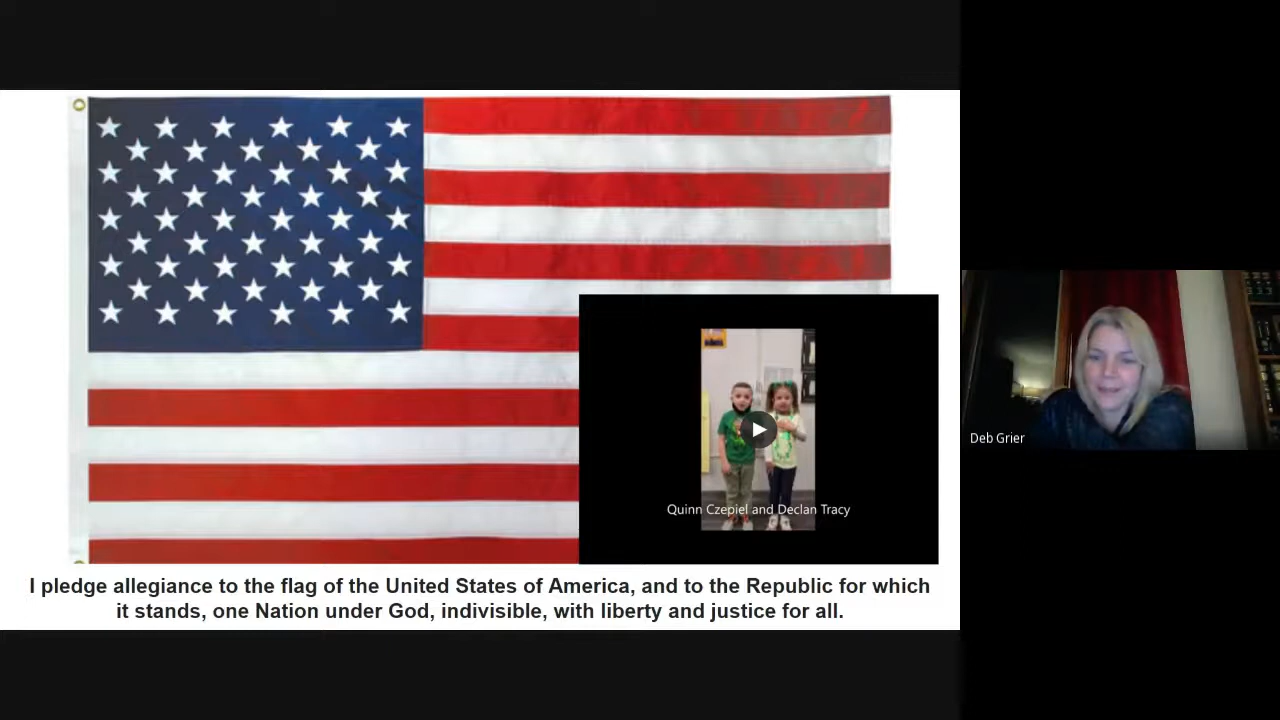 Quinn Czepiel and Declan Tracy
I pledge allegiance to the flag of the United States of America, and to the Republic for which
it stands, one Nation under God, indivisible, with liberty and justice for all.
Deb Grier